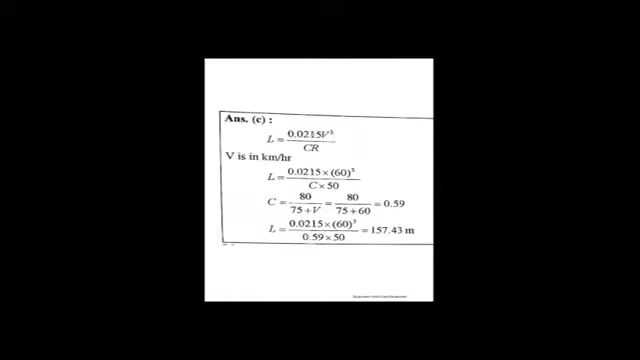 Ans. (c) :
L = 0.0215V³ / CR
V is in km/hr
L = 0.0215 × (60)³ / C × 50
C = 80 / 75 + V = 80 / 75 + 60 = 0.59
L = 0.0215 × (60)³ / 0.59 × 50 = 157.43 m